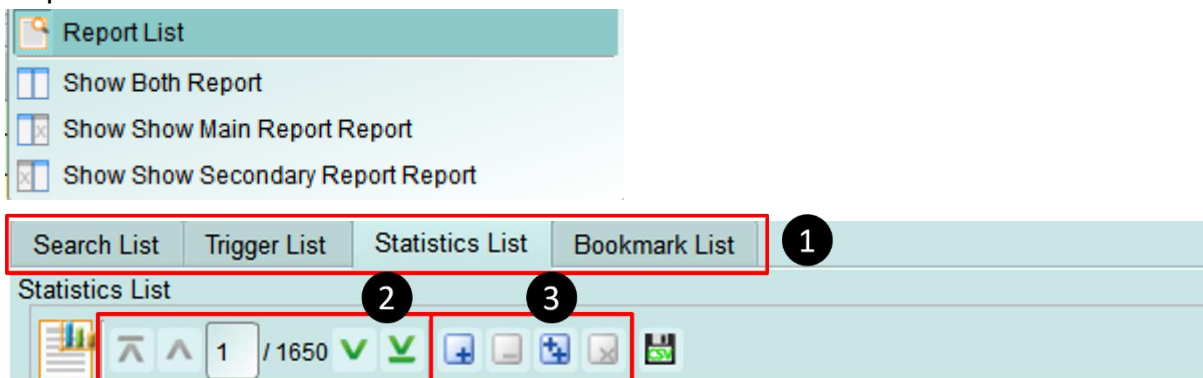 Report List
Show Both Report
Show Show Main Report Report
Show Show Secondary Report Report
Search List Trigger List Statistics List Bookmark List 1
Statistics List 2 3
1 / 1650 CSV